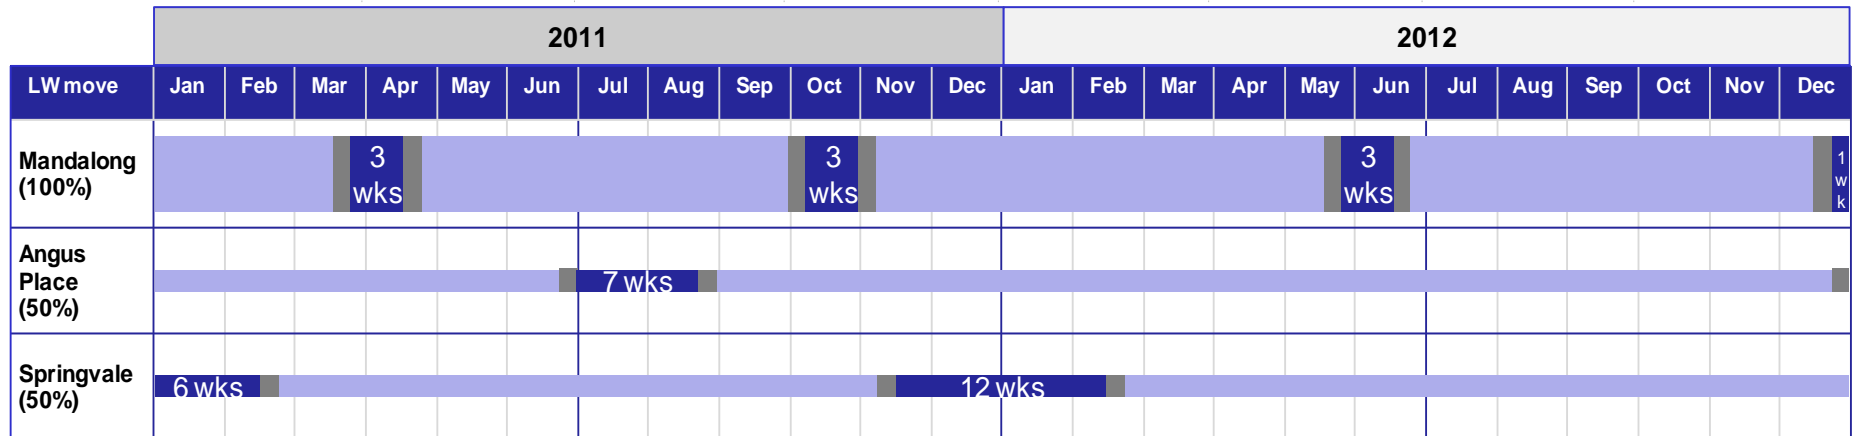 2011 2012
LW move Jan Feb Mar Apr May Jun Jul Aug Sep Oct Nov Dec Jan Feb Mar Apr May Jun Jul Aug Sep Oct Nov Dec
Mandalong
(100%)
3
wks
3
wks
3
wks
1
w
k
Angus
Place
(50%)
7 wks
Springvale
(50%)
6 wks
12 wks